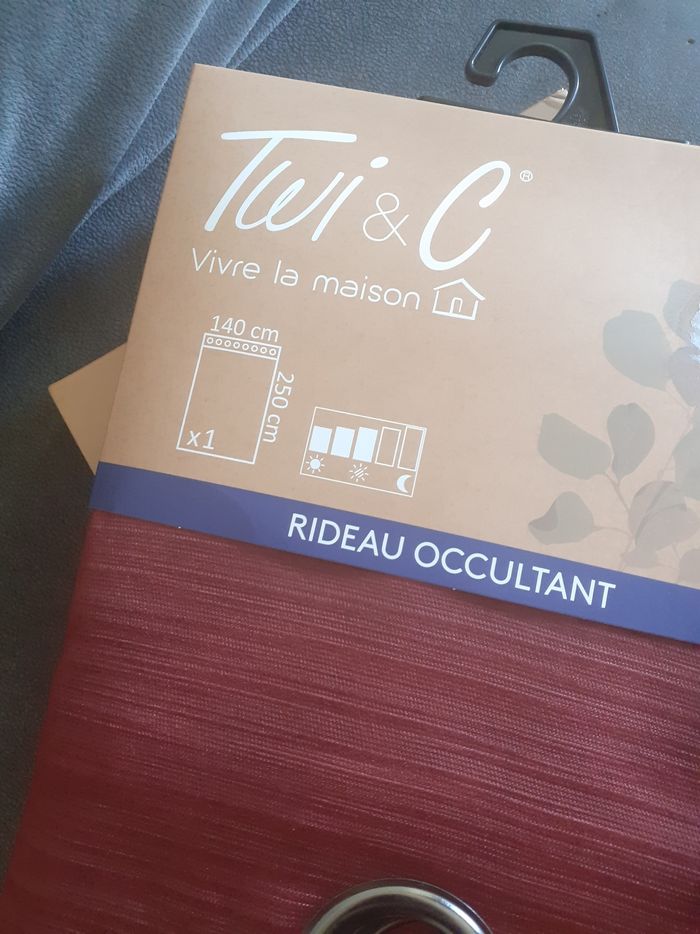 Twi & C®
Vivre la maison
140 cm
250 cm
x1
RIDEAU OCCULTANT